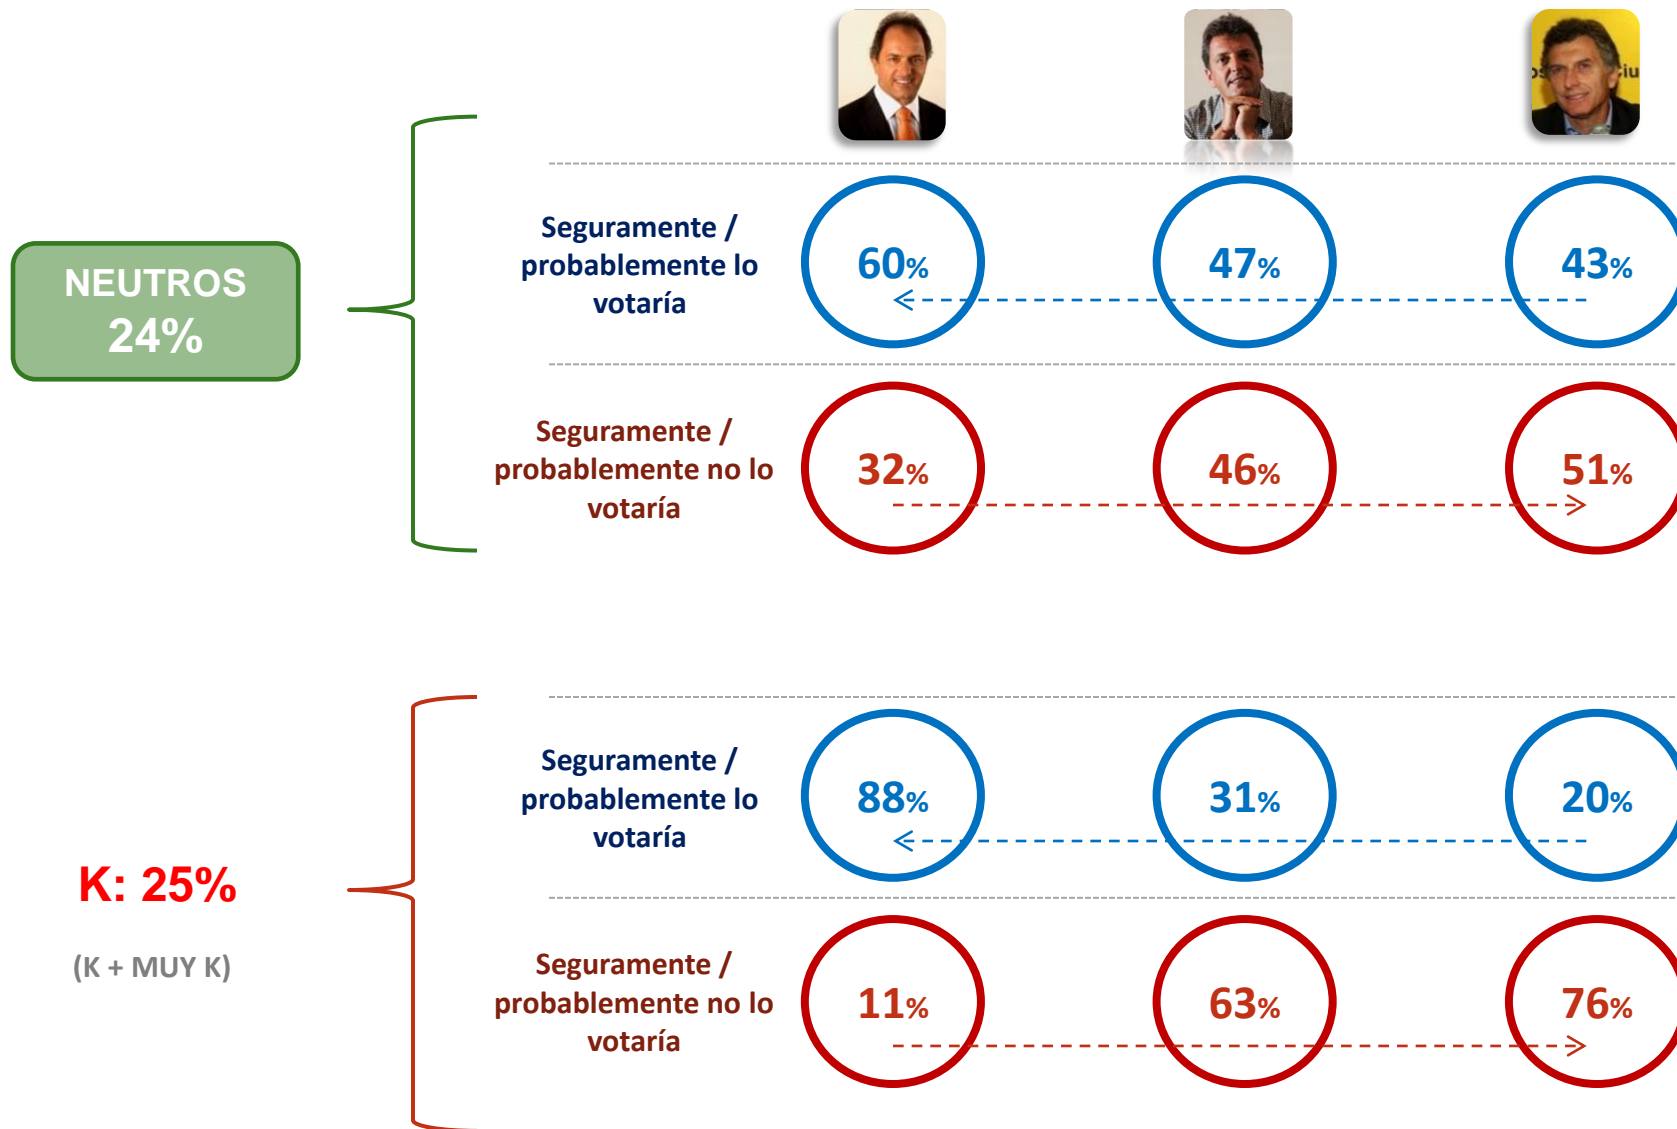 NEUTROS
24%
Seguramente /
probablemente lo
votaría
60%
47%
43%
Seguramente /
probablemente no lo
votaría
32%
46%
51%
K: 25%
(K + MUY K)
Seguramente /
probablemente lo
votaría
88%
31%
20%
Seguramente /
probablemente no lo
votaría
11%
63%
76%